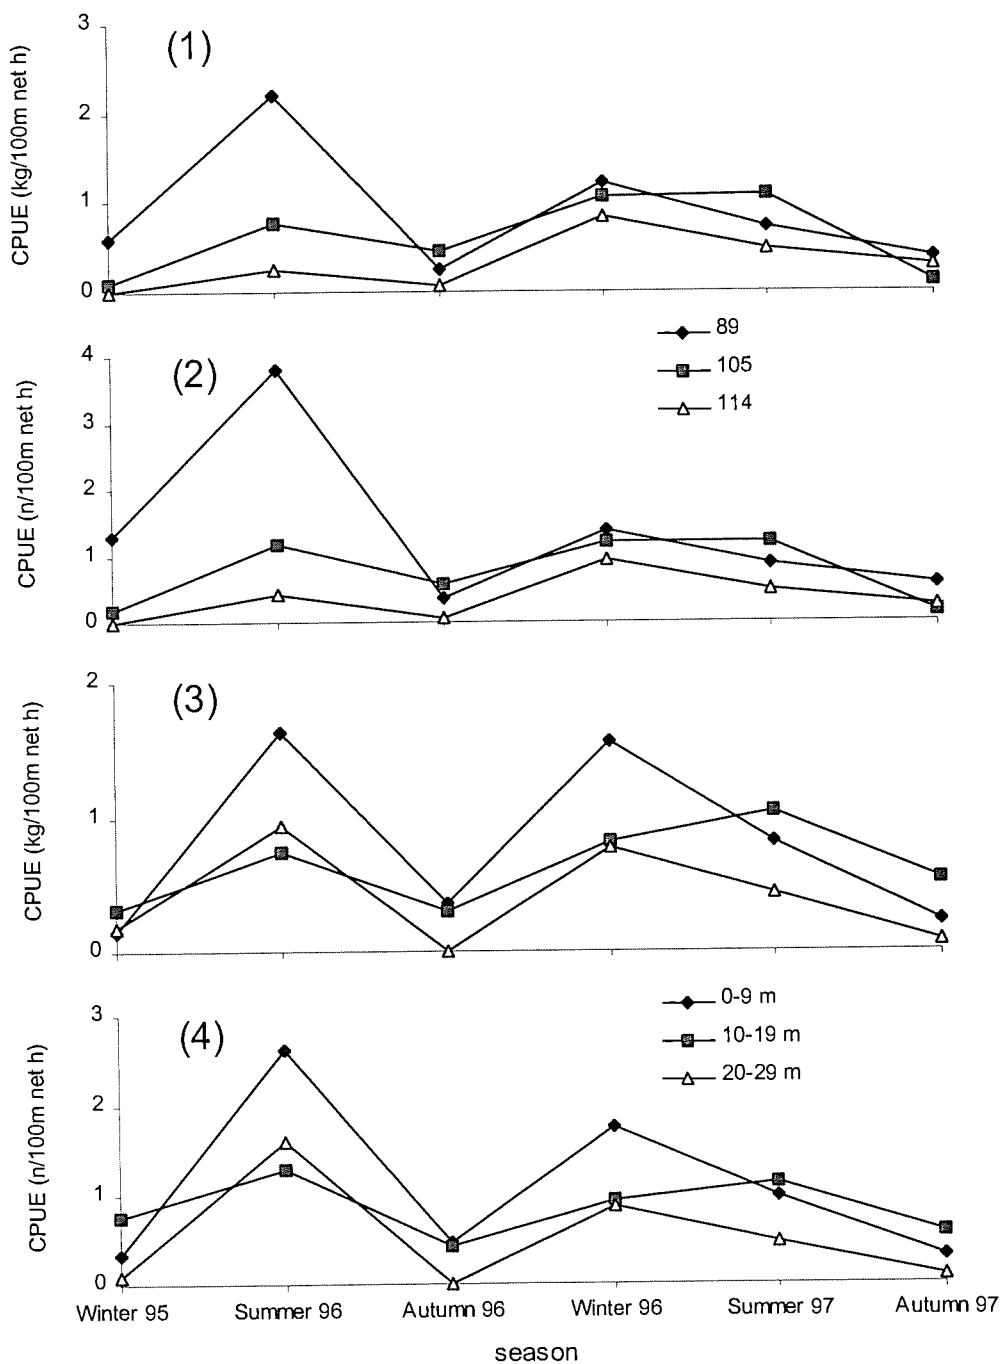 (1)
CPUE (kg/100m net h)
3
2
1
0
89
105
114
(2)
CPUE (n/100m net h)
4
3
2
1
0
(3)
CPUE (kg/100m net h)
2
1
0
0-9 m
10-19 m
20-29 m
(4)
CPUE (n/100m net h)
3
2
1
0
Winter 95 Summer 96 Autumn 96 Winter 96 Summer 97 Autumn 97
season